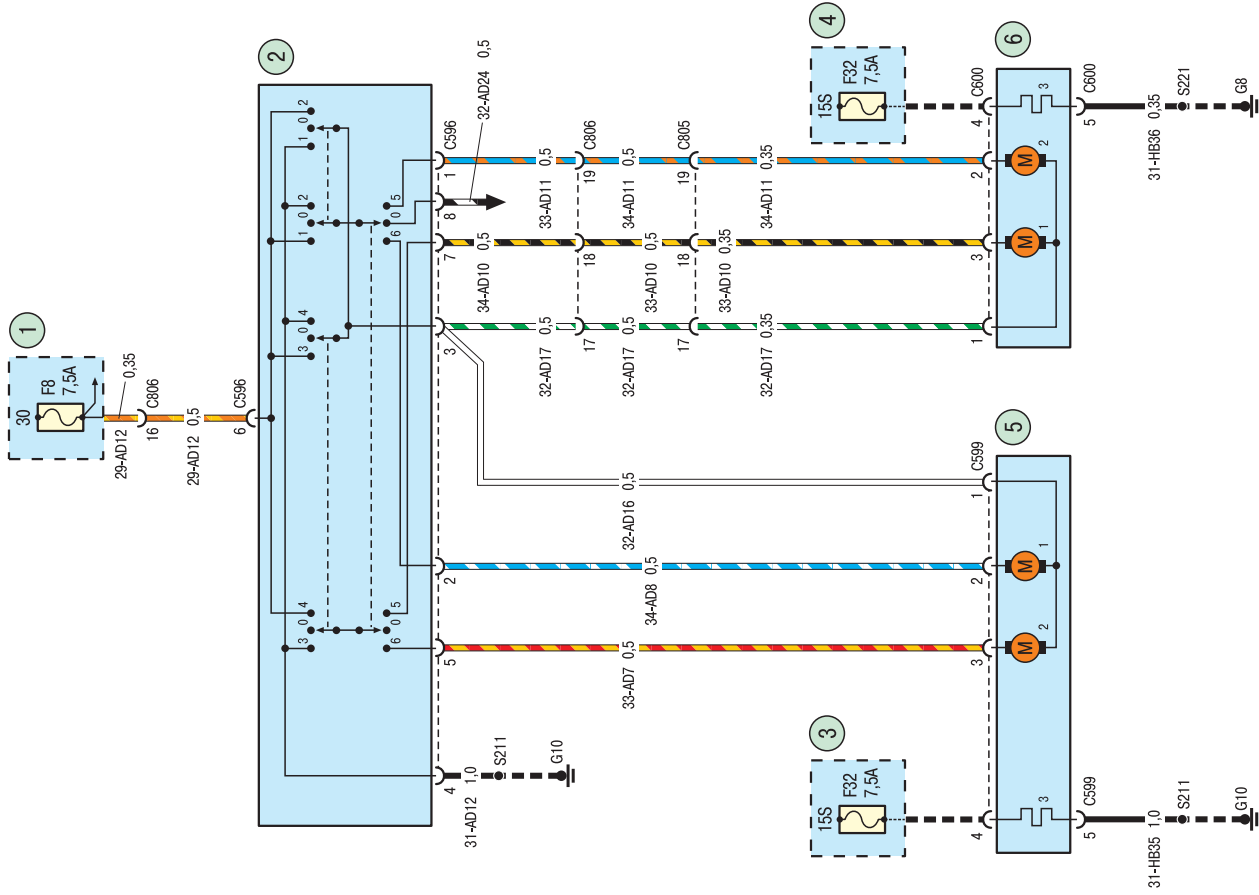 1
30
F8
7,5A
0,35
29-AD12
C806
16
29-AD12 0,5
C596
6
2
3 0 4
3 0 4
1 0 2
1 0 2
6 0 5
6 0 5
4
31-AD12 1,0
S211
G10
5
2
3
7
8
1
C596
32-AD24 0,5
33-AD7 0,5
34-AD8 0,5
32-AD16 0,5
32-AD17 0,5
34-AD10 0,5
33-AD11 0,5
17
18
19
C806
32-AD17 0,5
33-AD10 0,5
34-AD11 0,5
17
18
19
C805
32-AD17 0,35
33-AD10 0,35
34-AD11 0,35
3
15S
F32
7,5A
4
15S
F32
7,5A
4
3
2
1
C599
5
3
M
2
M
1
5
C599
31-HB35 1,0
S211
G10
1
3
2
4
C600
6
M
1
M
2
3
5
C600
31-HB36 0,35
S221
G8